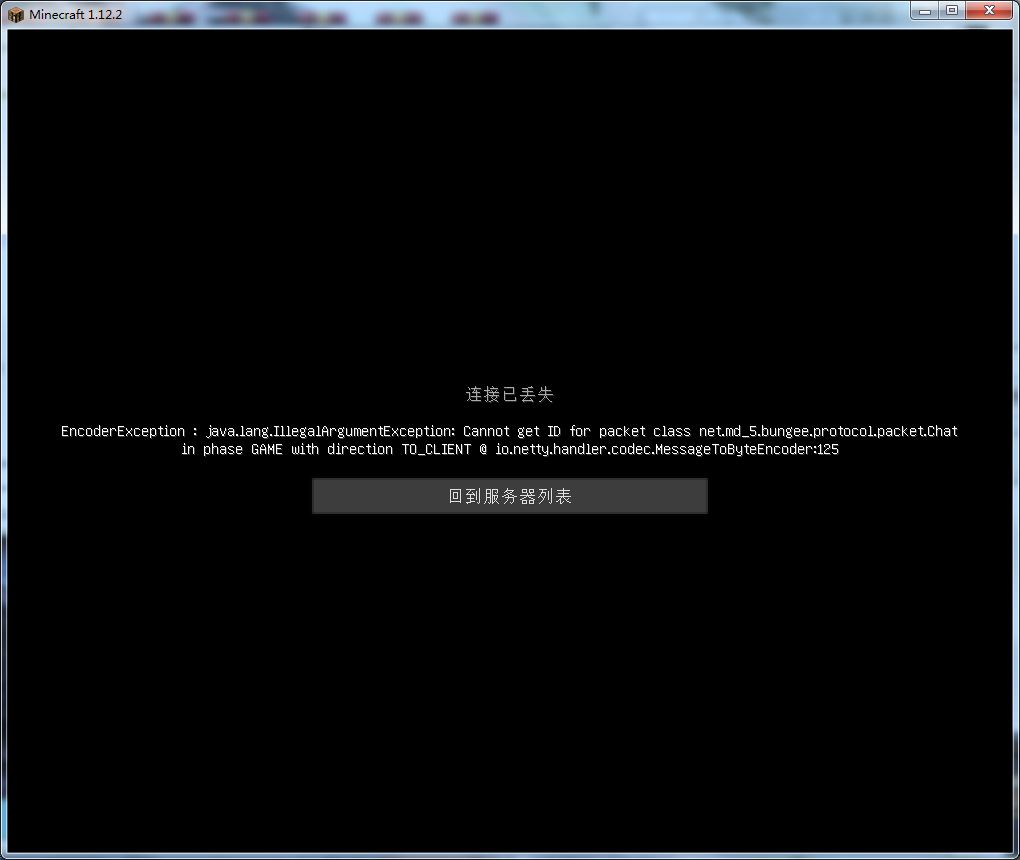 Minecraft 1.12.2
连接已丢失
EncoderException : java.lang.IllegalArgumentException: Cannot get ID for packet class net.md_5.bungee.protocol.packet.Chat
in phase GAME with direction TO_CLIENT @ io.netty.handler.codec.MessageToByteEncoder:125
回到服务器列表